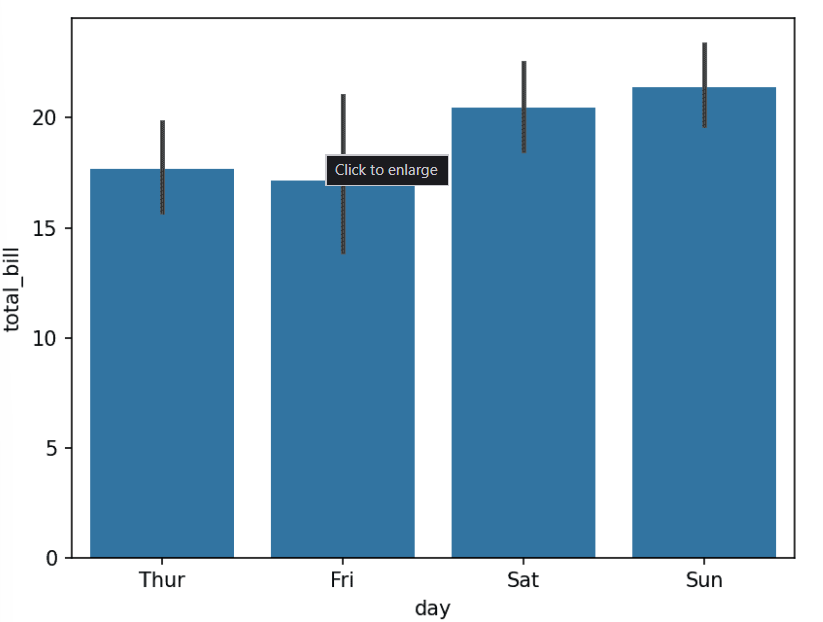 20
Click to enlarge
15
total_bill
10
5
0
Thur Fri Sat Sun
day